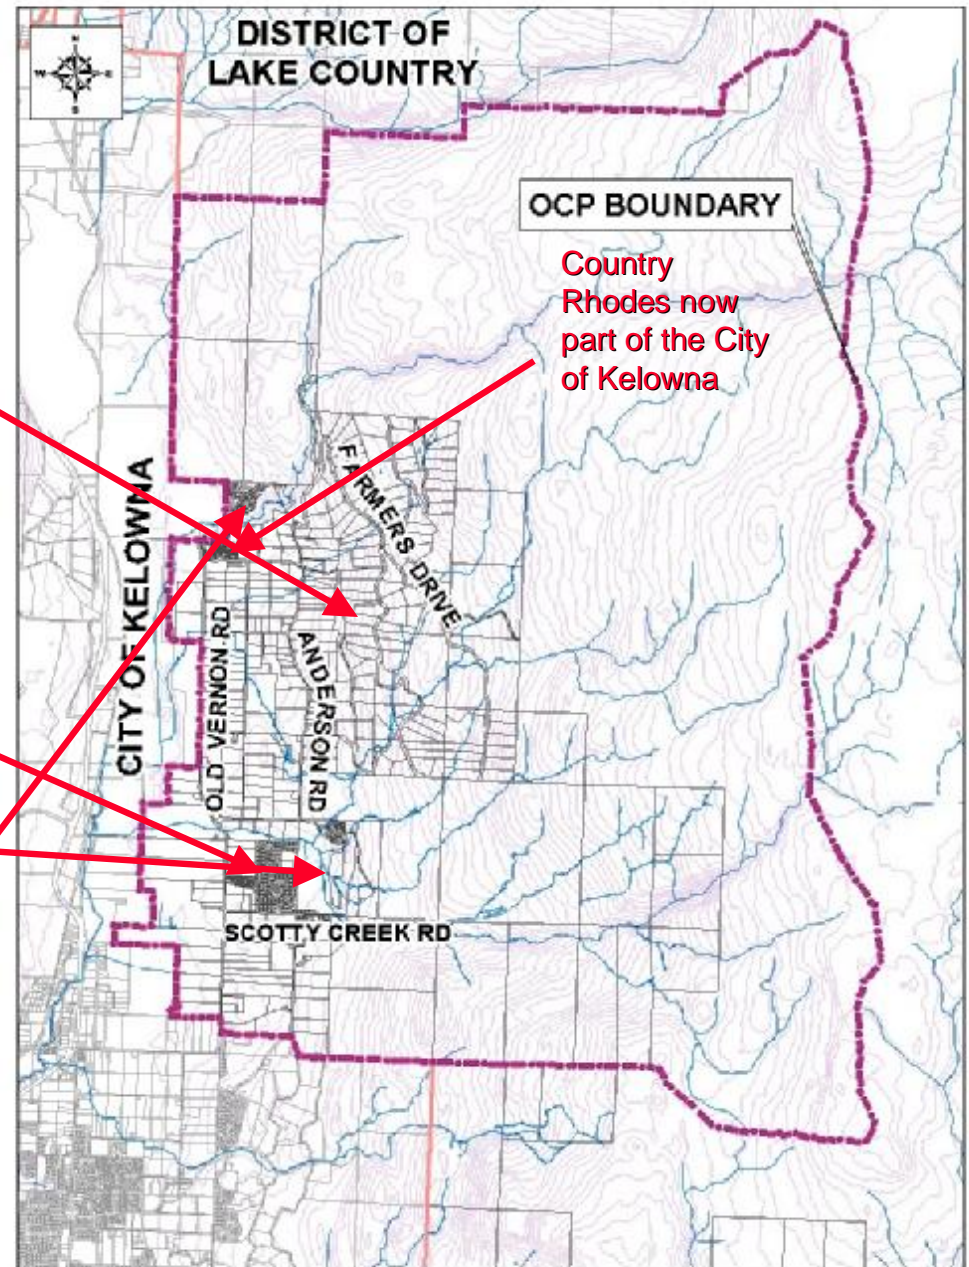 DISTRICT OF
LAKE COUNTRY
N
W
E
S
OCP BOUNDARY
Country
Rhodes now
part of the City
of Kelowna
FARMERS DRIVE
CITY OF KELOWNA
OLD VERNON RD
ANDERSON RD
SCOTTY CREEK RD